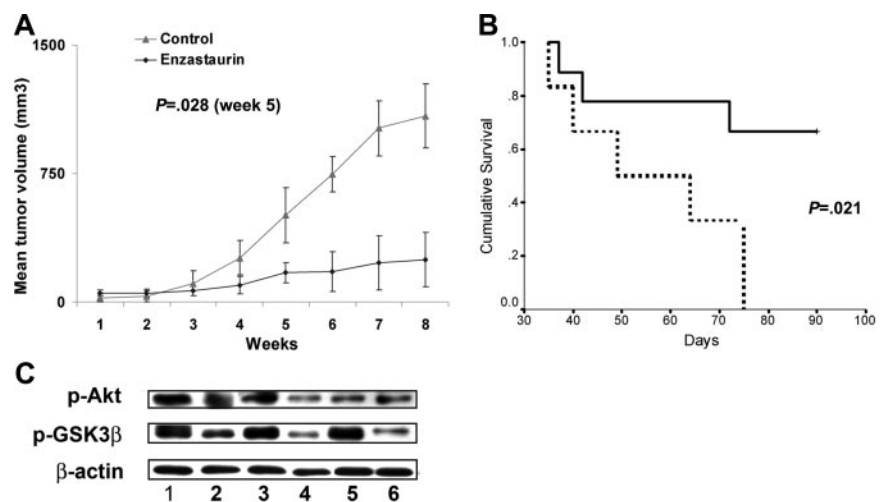 A
1500
Control
Enzastaurin
P=.028 (week 5)
Mean tumor volume (mm3)
750
0
1 2 3 4 5 6 7 8
Weeks
B
1.0
.8
.6
.4
.2
0.0
Cumulative Survival
P=.021
30 40 50 60 70 80 90 100
Days
C
p-Akt
p-GSK3β
β-actin
1 2 3 4 5 6